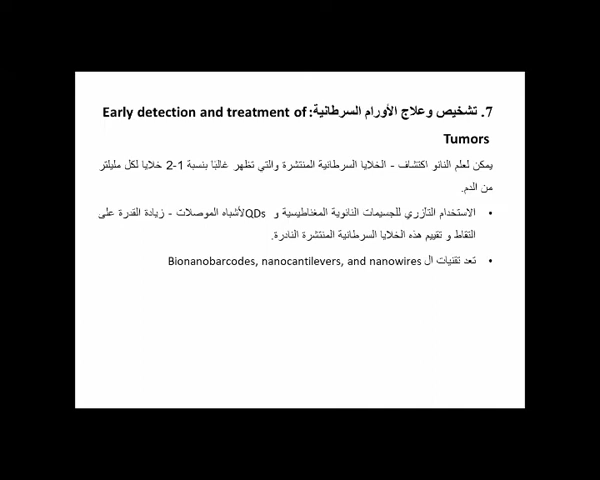 7. تشخيص وعلاج الأورام السرطانية: Early detection and treatment of
Tumors
يمكن لعلم النانو اكتشاف - الخلايا السرطانية المنتشرة والتي تظهر غالبًا بنسبة 1-2 خلايا لكل مليلتر
من الدم.
• الاستخدام التآزري للجسيمات النانوية المغناطيسية و QDsلأشباه الموصلات - زيادة القدرة على
التقاط و تقييم هذه الخلايا السرطانية المنتشرة النادرة.
• تعد تقنيات ال Bionanobarcodes, nanocantilevers, and nanowires